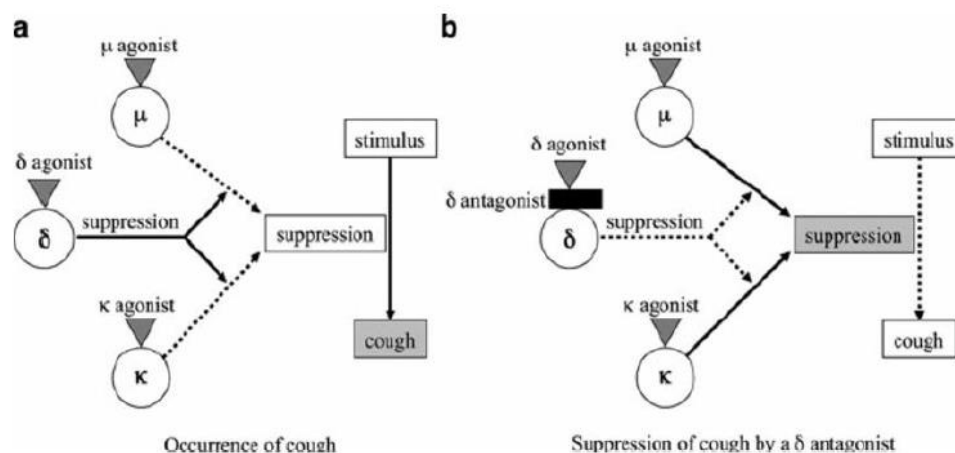 a
μ agonist
μ
stimulus
δ agonist
suppression
δ
suppression
κ agonist
cough
κ
Occurrence of cough
b
μ agonist
μ
stimulus
δ agonist
δ antagonist
suppression
δ
suppression
κ agonist
cough
κ
Suppression of cough by a δ antagonist